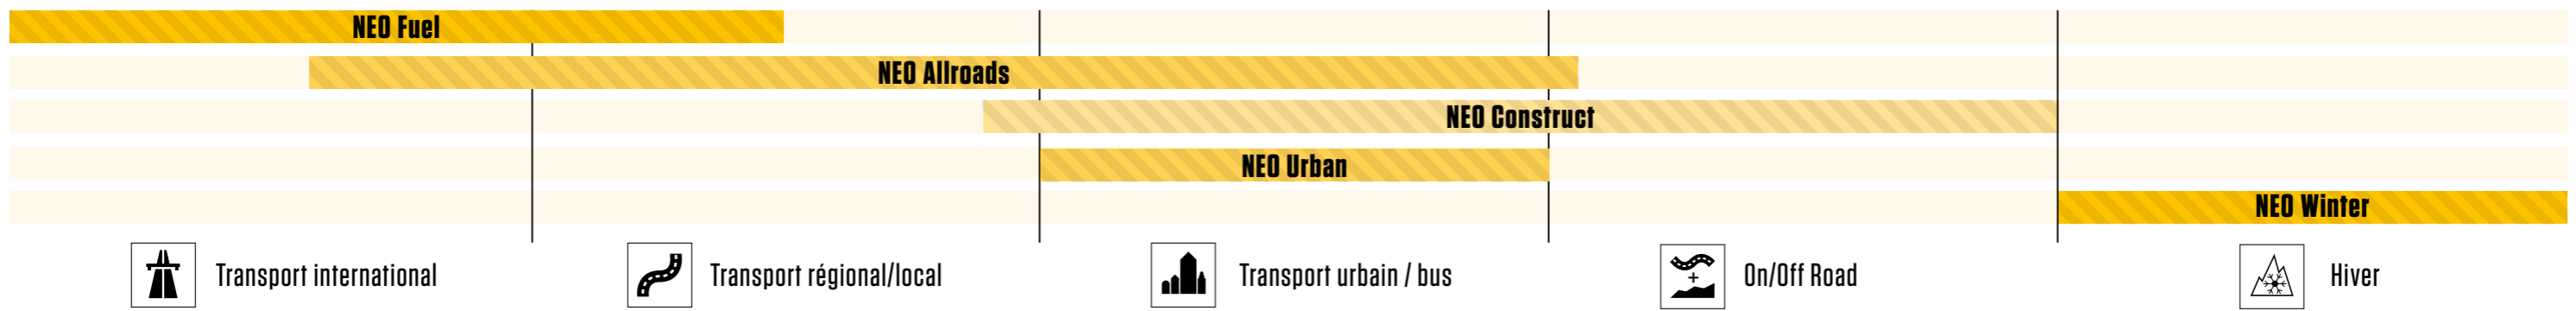 NEO Fuel
NEO Allroads
NEO Construct
NEO Urban
NEO Winter
Transport international
Transport régional/local
Transport urbain / bus
On/Off Road
Hiver